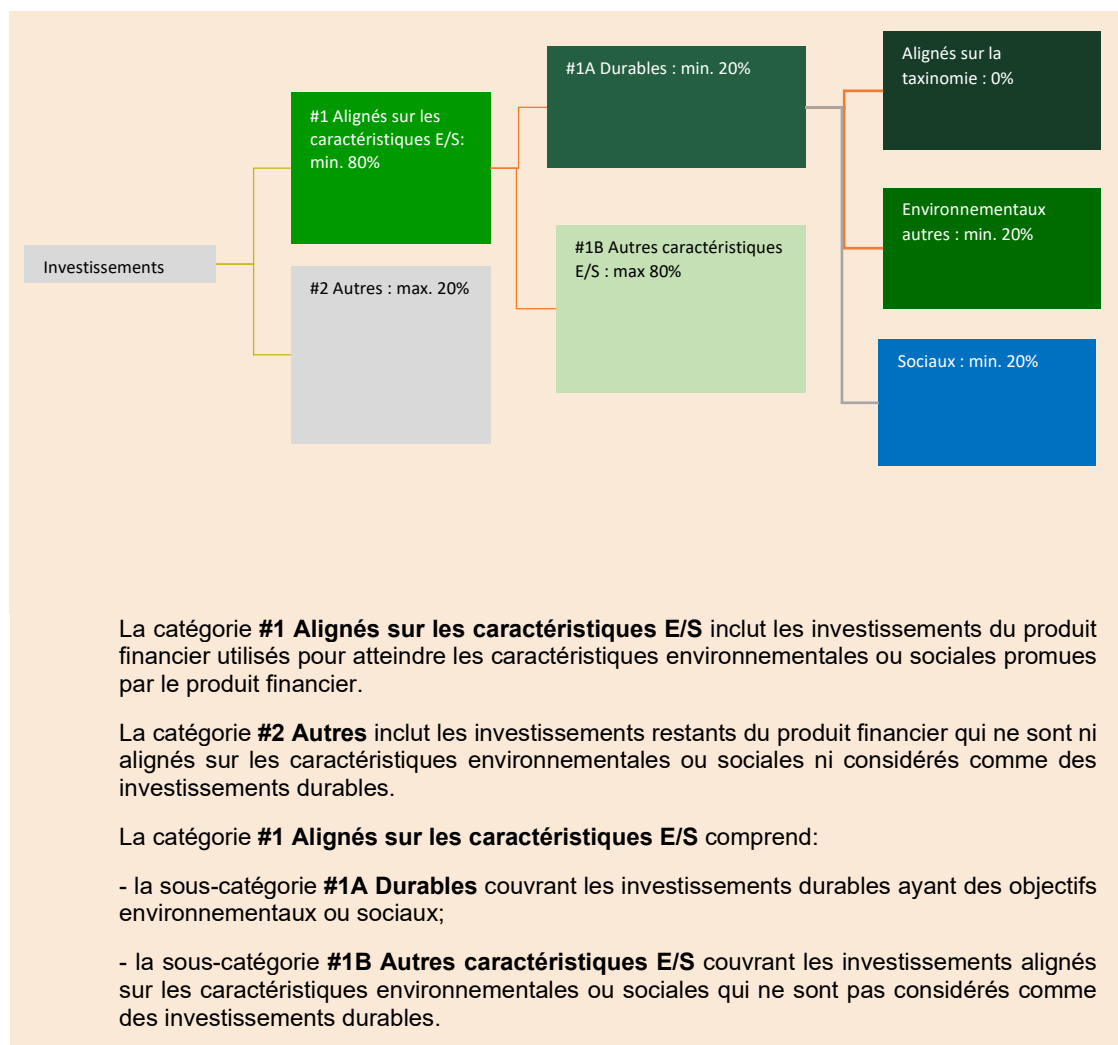 Investissements
#1 Alignés sur les
caractéristiques E/S:
min. 80%
#2 Autres : max. 20%
#1A Durables : min. 20%
#1B Autres caractéristiques
E/S : max 80%
Alignés sur la
taxinomie : 0%
Environnementaux
autres : min. 20%
Sociaux : min. 20%
La catégorie #1 Alignés sur les caractéristiques E/S inclut les investissements du produit
financier utilisés pour atteindre les caractéristiques environnementales ou sociales promues
par le produit financier.
La catégorie #2 Autres inclut les investissements restants du produit financier qui ne sont ni
alignés sur les caractéristiques environnementales ou sociales ni considérés comme des
investissements durables.
La catégorie #1 Alignés sur les caractéristiques E/S comprend:
- la sous-catégorie #1A Durables couvrant les investissements durables ayant des objectifs
environnementaux ou sociaux;
- la sous-catégorie #1B Autres caractéristiques E/S couvrant les investissements alignés
sur les caractéristiques environnementales ou sociales qui ne sont pas considérés comme
des investissements durables.